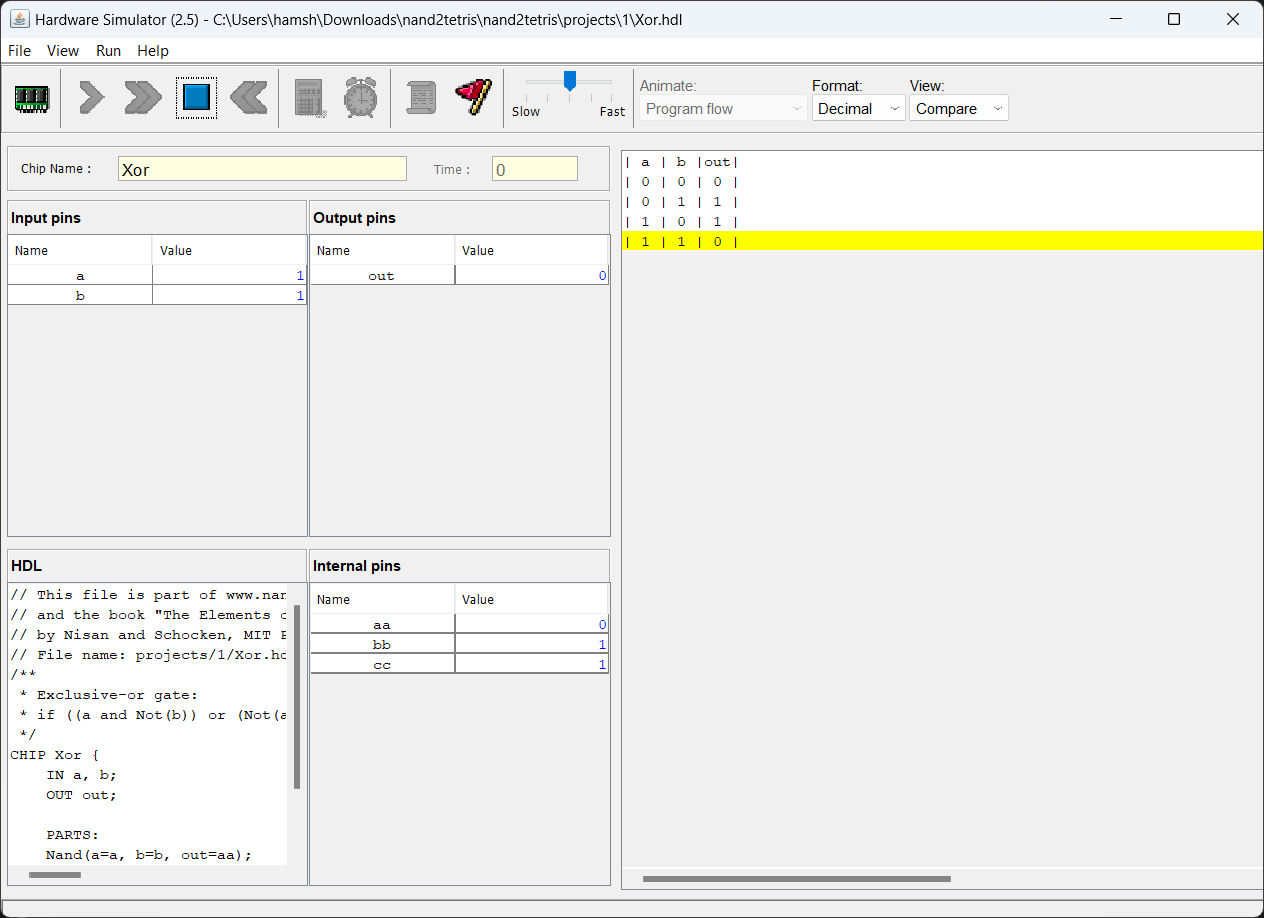 Hardware Simulator (2.5) - C:\Users\hamsh\Downloads\nand2tetris\nand2tetris\projects\1\Xor.hdl
File View Run Help
Slow Fast
Animate: Format: View:
Program flow Decimal Compare
Chip Name : Xor Time : 0
Input pins
Name Value
a 1
b 1
Output pins
Name Value
out 0
HDL
// This file is part of www.nan
// and the book "The Elements o
// by Nisan and Schocken, MIT P
// File name: projects/1/Xor.hd
/**
* Exclusive-or gate:
* if ((a and Not(b)) or (Not(a
*/
CHIP Xor {
IN a, b;
OUT out;
PARTS:
Nand(a=a, b=b, out=aa);
Internal pins
Name Value
aa 0
bb 1
cc 1
| a | b |out|
| 0 | 0 | 0 |
| 0 | 1 | 1 |
| 1 | 0 | 1 |
| 1 | 1 | 0 |